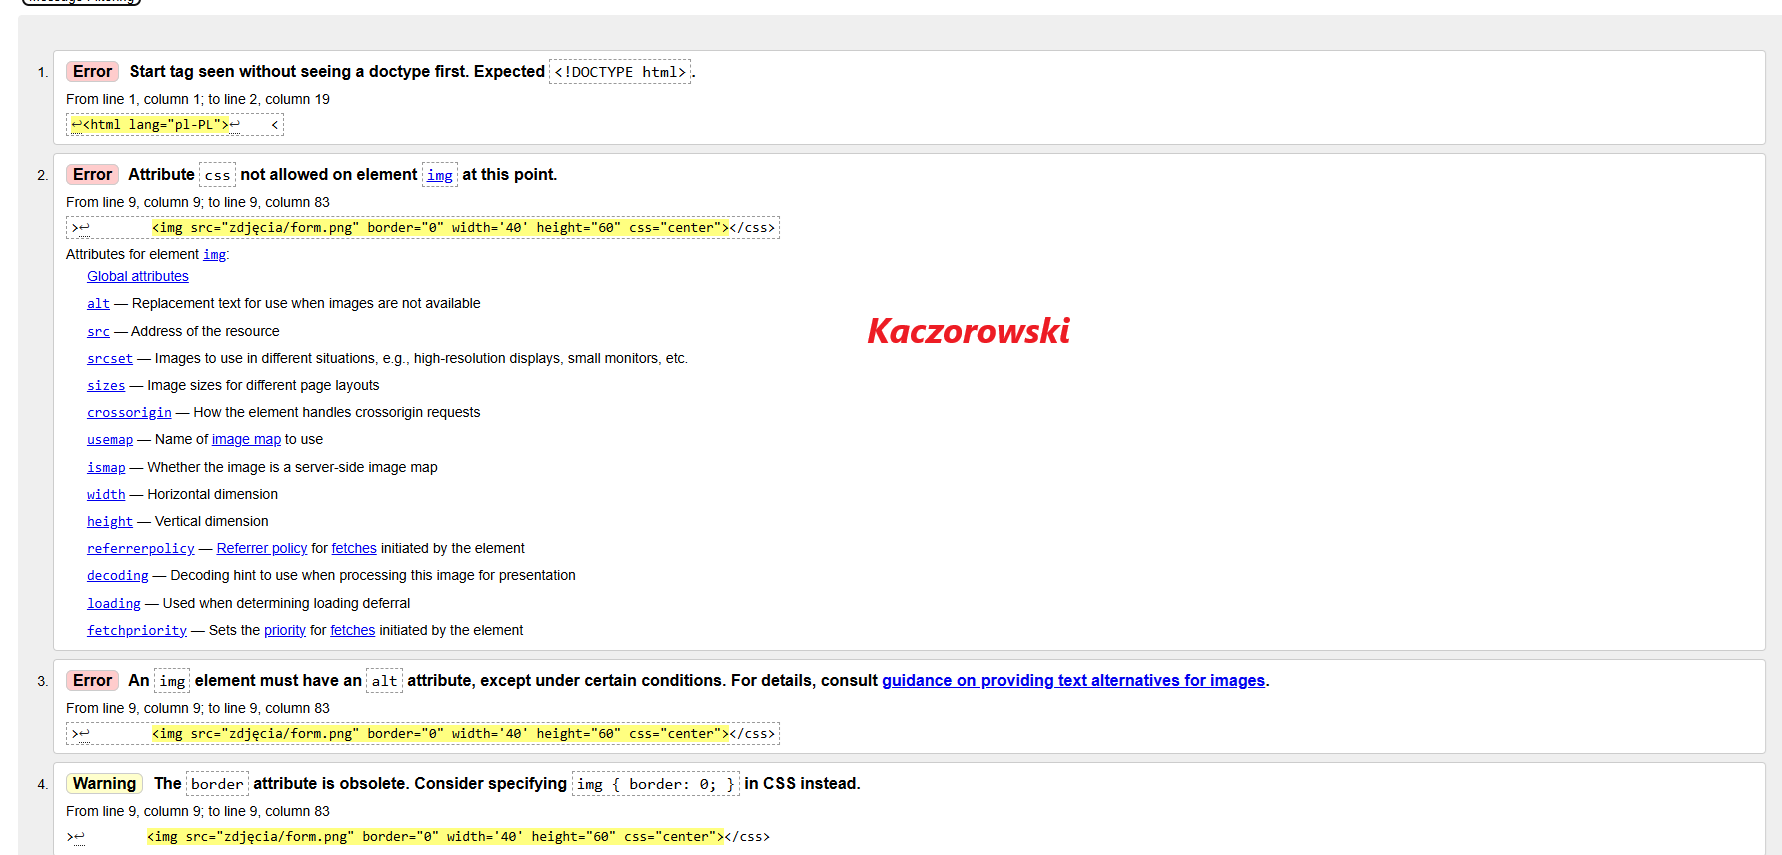 Message Filtering
1. Error Start tag seen without seeing a doctype first. Expected <!DOCTYPE html>.
From line 1, column 1; to line 2, column 19
↩<html lang="pl-PL">↩    <
2. Error Attribute css not allowed on element img at this point.
From line 9, column 9; to line 9, column 83
>↩        <img src="zdjęcia/form.png" border="0" width='40' height="60" css="center"></css>
Attributes for element img:
Global attributes
alt — Replacement text for use when images are not available
src — Address of the resource
Kaczorowski
srcset — Images to use in different situations, e.g., high-resolution displays, small monitors, etc.
sizes — Image sizes for different page layouts
crossorigin — How the element handles crossorigin requests
usemap — Name of image map to use
ismap — Whether the image is a server-side image map
width — Horizontal dimension
height — Vertical dimension
referrerpolicy — Referrer policy for fetches initiated by the element
decoding — Decoding hint to use when processing this image for presentation
loading — Used when determining loading deferral
fetchpriority — Sets the priority for fetches initiated by the element
3. Error An img element must have an alt attribute, except under certain conditions. For details, consult guidance on providing text alternatives for images.
From line 9, column 9; to line 9, column 83
>↩        <img src="zdjęcia/form.png" border="0" width='40' height="60" css="center"></css>
4. Warning The border attribute is obsolete. Consider specifying img { border: 0; } in CSS instead.
From line 9, column 9; to line 9, column 83
>↩        <img src="zdjęcia/form.png" border="0" width='40' height="60" css="center"></css>